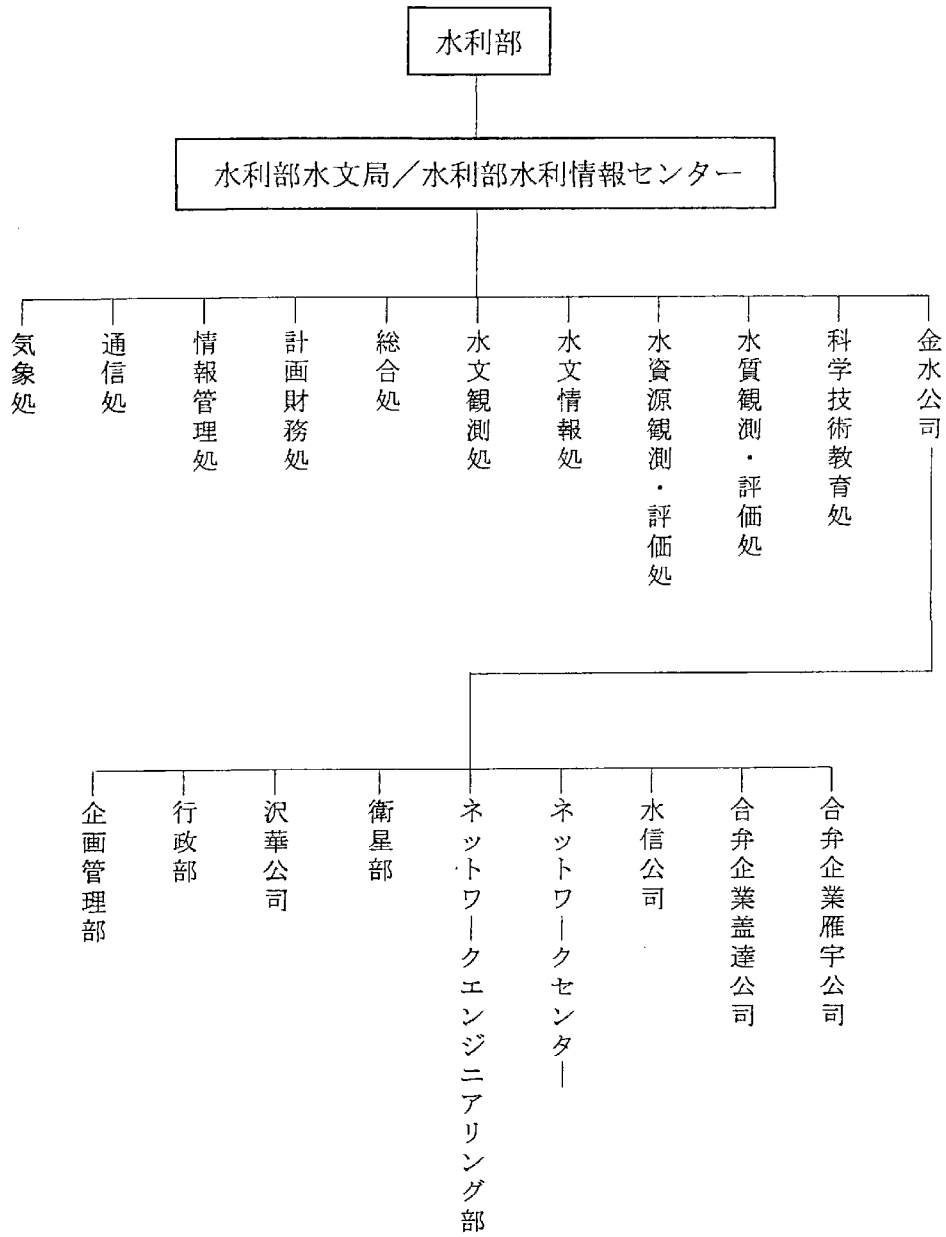 水利部
水利部水文局／水利部水利情報センター
気象処
通信処
情報管理処
計画財務処
総合処
水文観測処
水文情報処
水資源観測・評価処
水質観測・評価処
科学技術教育処
金水公司
企画管理部
行政部
沢華公司
衛星部
ネットワークエンジニアリング部
ネットワークセンター
水信公司
合弁企業蓋達公司
合弁企業雁宇公司